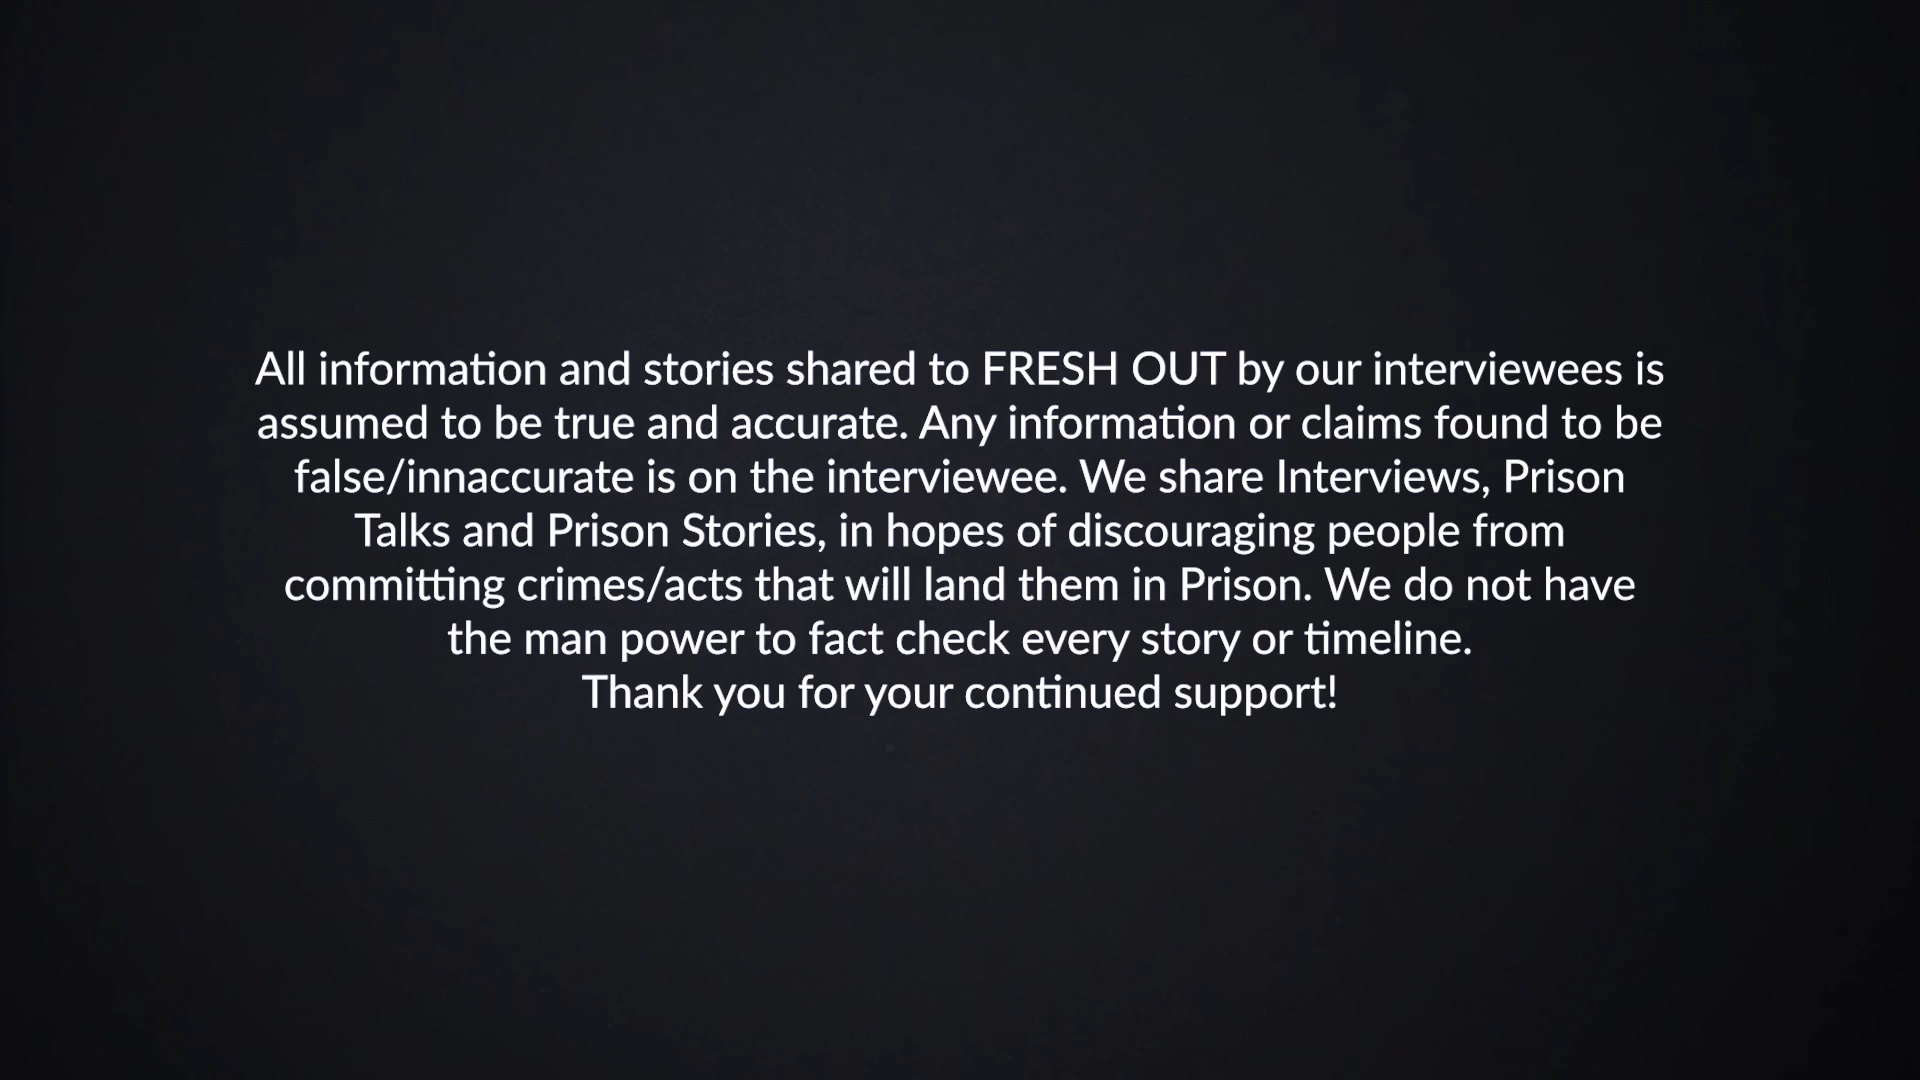 All information and stories shared to FRESH OUT by our interviewees is
assumed to be true and accurate. Any information or claims found to be
false/innaccurate is on the interviewee. We share Interviews, Prison
Talks and Prison Stories, in hopes of discouraging people from
committing crimes/acts that will land them in Prison. We do not have
the man power to fact check every story or timeline.
Thank you for your continued support!